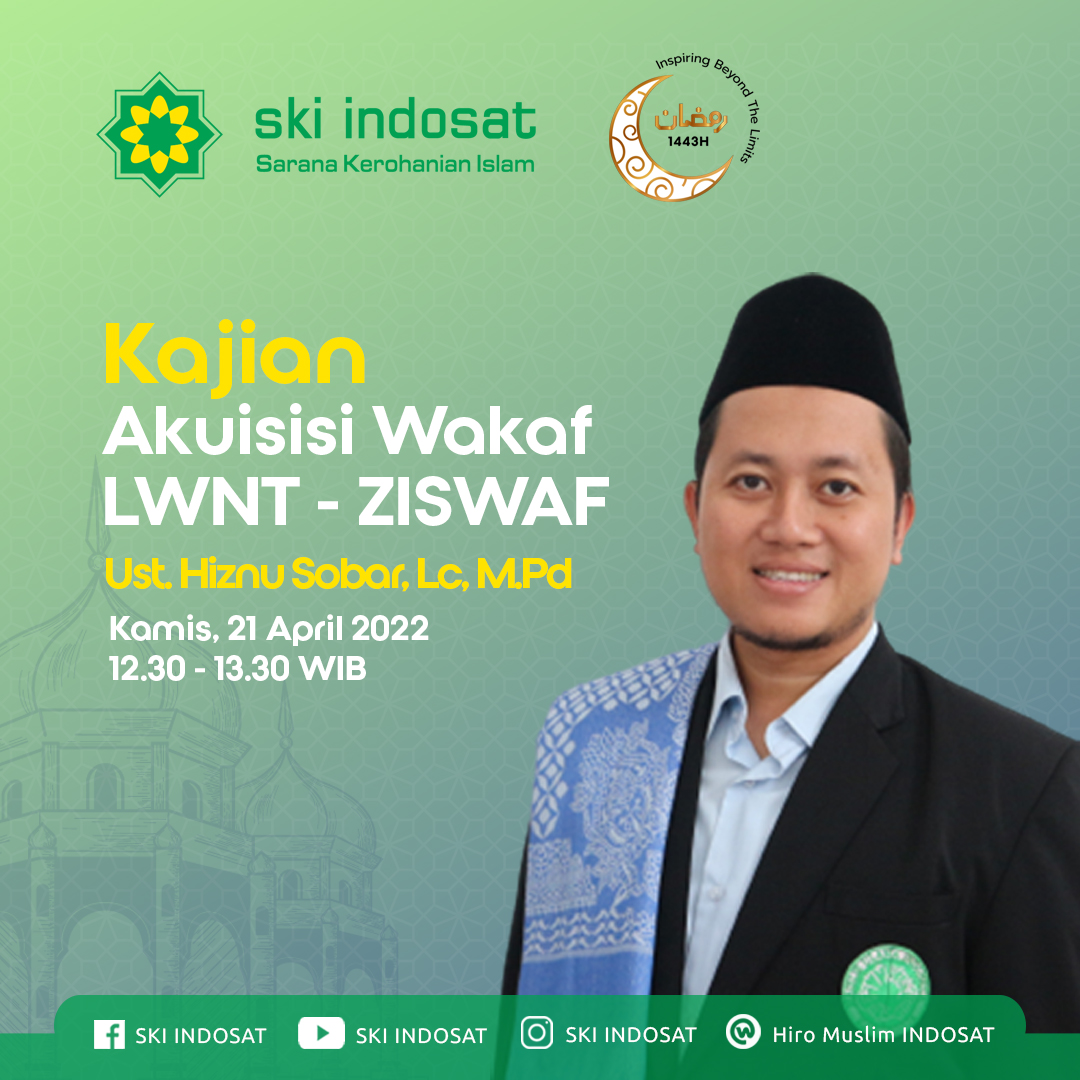 ski indosat
Sarana Kerohanian Islam
Inspiring Beyond The Limits
رمضان
1443H
Kajian
Akuisisi Wakaf
LWNT - ZISWAF
Ust. Hiznu Sobar, Lc, M.Pd
Kamis, 21 April 2022
12.30 - 13.30 WIB
SKI INDOSAT
SKI INDOSAT
SKI INDOSAT
Hiro Muslim INDOSAT